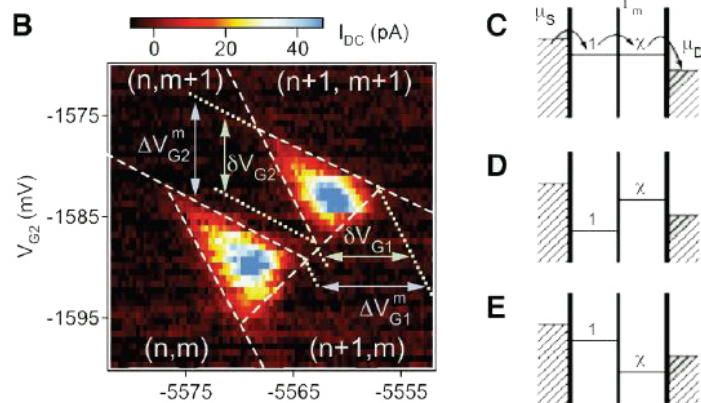 B
I_DC (pA)
0 20 40
(n,m+1) (n+1, m+1)
ΔV_G2^m
δV_G2
δV_G1
ΔV_G1^m
(n,m) (n+1,m)
V_G2 (mV)
-1575
-1585
-1595
-5575 -5565 -5555
C
μ_S
1 χ
μ_D
D
1
χ
E
1
χ